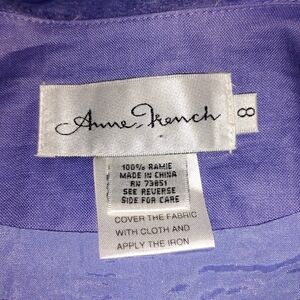 Anne French
8
100% RAMIE
MADE IN CHINA
RN 73851
SEE REVERSE
SIDE FOR CARE
COVER THE FABRIC
WITH CLOTH AND
APPLY THE IRON